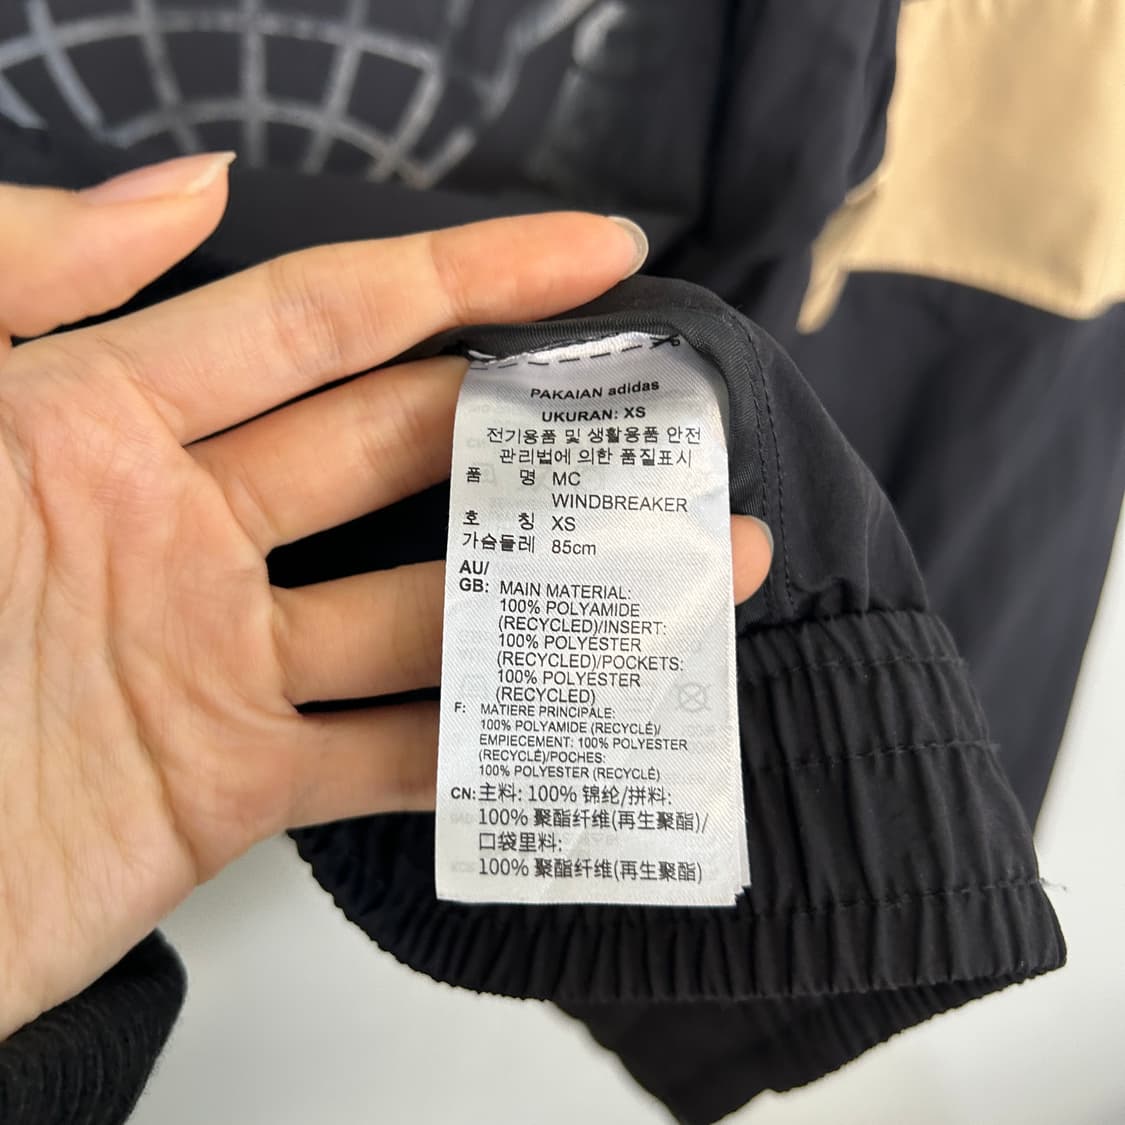 PAKAIAN adidas
UKURAN: XS
전기용품 및 생활용품 안전
관리법에 의한 품질표시
품 명 MC
WINDBREAKER
호 칭 XS
가슴둘레 85cm
AU/
GB: MAIN MATERIAL:
100% POLYAMIDE
(RECYCLED)/INSERT:
100% POLYESTER
(RECYCLED)/POCKETS:
100% POLYESTER
(RECYCLED)
F: MATIERE PRINCIPALE:
100% POLYAMIDE (RECYCLÉ)/
EMPIECEMENT: 100% POLYESTER
(RECYCLÉ)/POCHES:
100% POLYESTER (RECYCLÉ)
CN: 主料: 100% 锦纶/拼料:
100% 聚酯纤维(再生聚酯)/
口袋里料:
100% 聚酯纤维(再生聚酯)